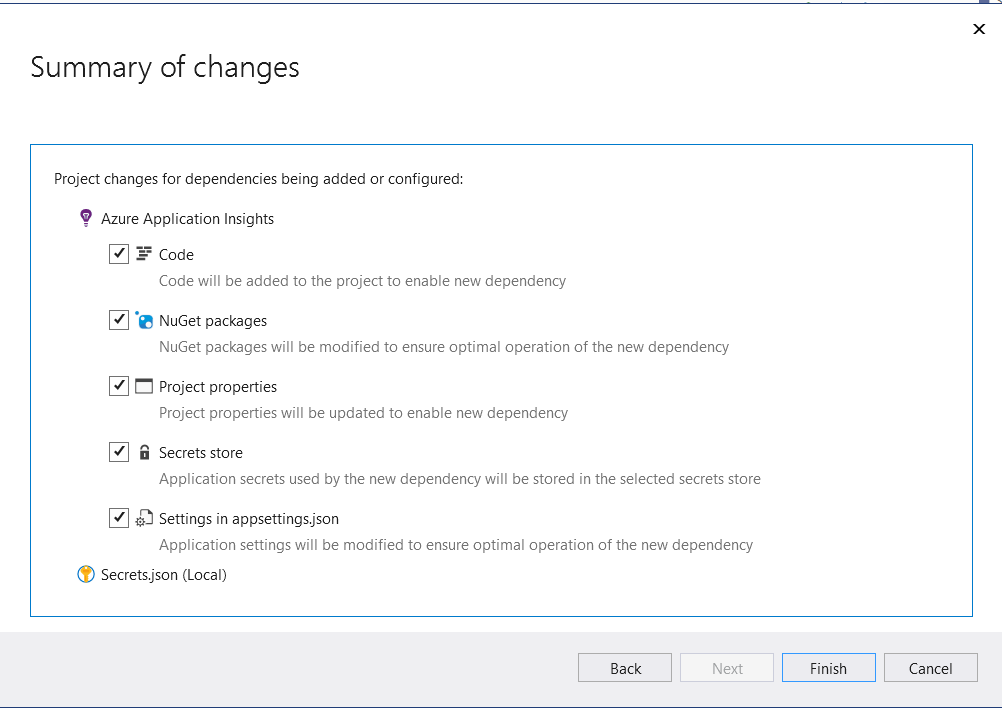 Summary of changes
Project changes for dependencies being added or configured:
Azure Application Insights
Code
Code will be added to the project to enable new dependency
NuGet packages
NuGet packages will be modified to ensure optimal operation of the new dependency
Project properties
Project properties will be updated to enable new dependency
Secrets store
Application secrets used by the new dependency will be stored in the selected secrets store
Settings in appsettings.json
Application settings will be modified to ensure optimal operation of the new dependency
Secrets.json (Local)
Back Next Finish Cancel